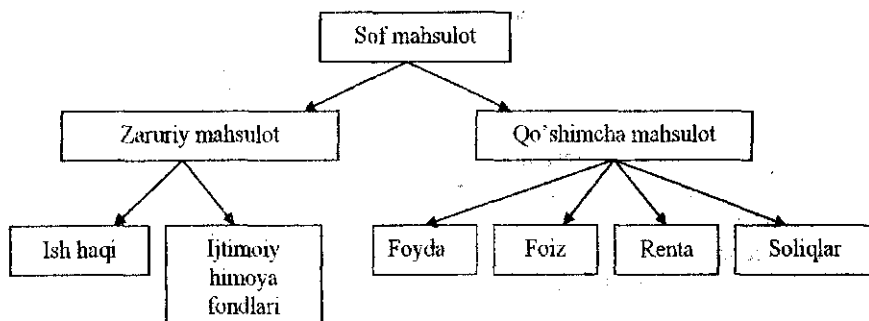 Sof mahsulot
Zaruriy mahsulot
Qo'shimcha mahsulot
Ish haqi
Ijtimoiy
himoya
fondlari
Foyda
Foiz
Renta
Soliqlar